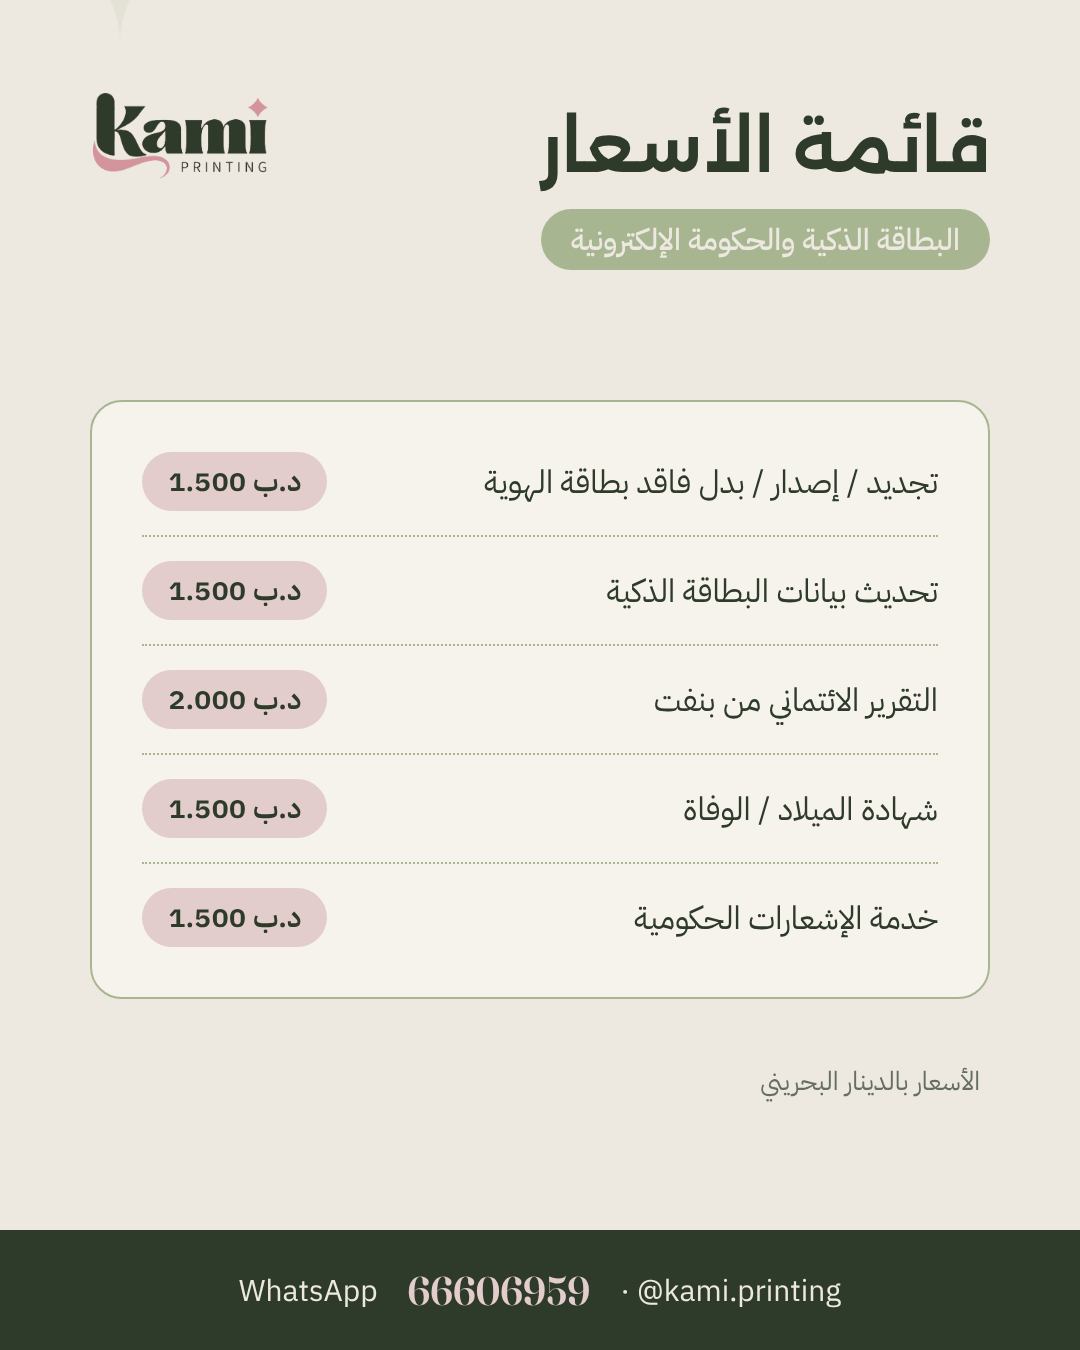 kami
PRINTING
قائمة الأسعار
البطاقة الذكية والحكومة الإلكترونية
تجديد / إصدار / بدل فاقد بطاقة الهوية
1.500 د.ب
تحديث بيانات البطاقة الذكية
1.500 د.ب
التقرير الائتماني من بنفت
2.000 د.ب
شهادة الميلاد / الوفاة
1.500 د.ب
خدمة الإشعارات الحكومية
1.500 د.ب
الأسعار بالدينار البحريني
WhatsApp 66606959 · @kami.printing